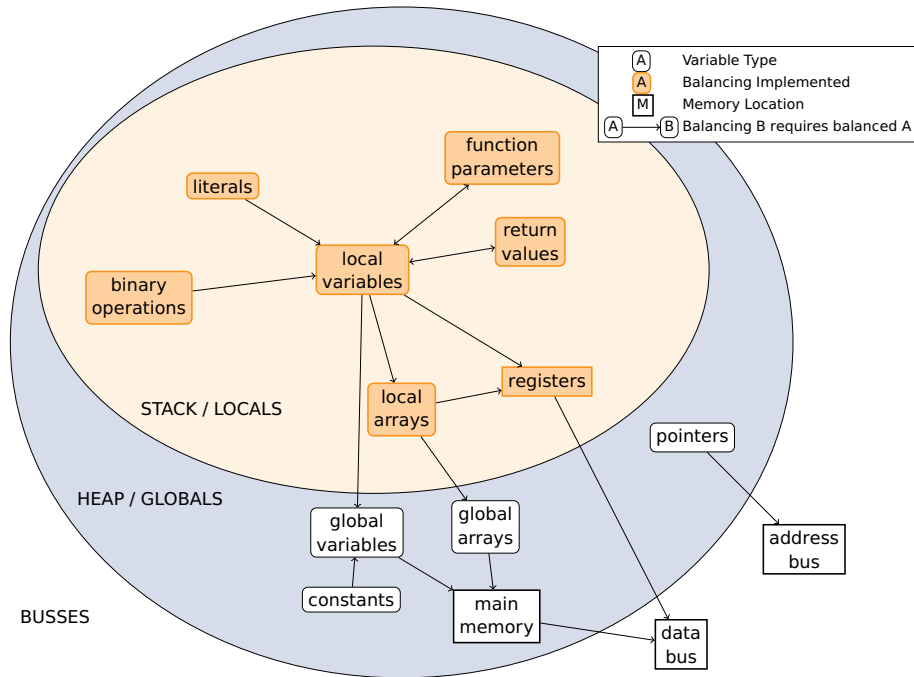 A Variable Type
A Balancing Implemented
M Memory Location
A B Balancing B requires balanced A
function
parameters
literals
return
values
local
variables
binary
operations
registers
local
arrays
STACK / LOCALS
pointers
HEAP / GLOBALS
global
variables
global
arrays
address
bus
constants
main
memory
BUSSES
data
bus